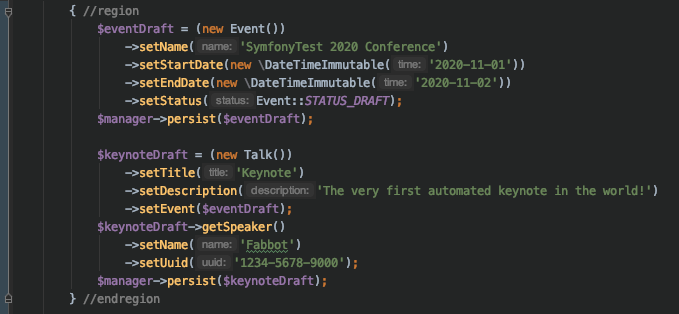 { //region
$eventDraft = (new Event())
->setName( name: 'SymfonyTest 2020 Conference')
->setStartDate(new \DateTimeImmutable( time: '2020-11-01'))
->setEndDate(new \DateTimeImmutable( time: '2020-11-02'))
->setStatus( status: Event::STATUS_DRAFT);
$manager->persist($eventDraft);
$keynoteDraft = (new Talk())
->setTitle( title: 'Keynote')
->setDescription( description: 'The very first automated keynote in the world!')
->setEvent($eventDraft);
$keynoteDraft->getSpeaker()
->setName( name: 'Fabbot')
->setUuid( uuid: '1234-5678-9000');
$manager->persist($keynoteDraft);
} //endregion